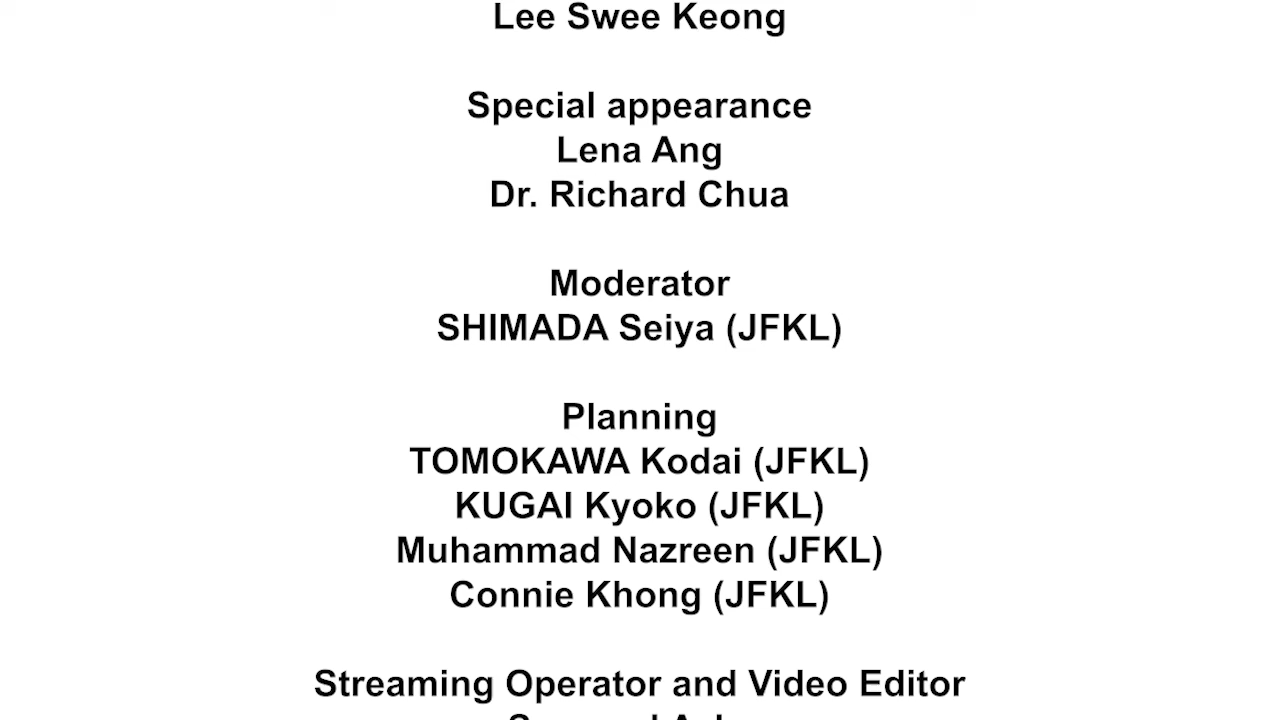 Lee Swee Keong
Special appearance
Lena Ang
Dr. Richard Chua
Moderator
SHIMADA Seiya (JFKL)
Planning
TOMOKAWA Kodai (JFKL)
KUGAI Kyoko (JFKL)
Muhammad Nazreen (JFKL)
Connie Khong (JFKL)
Streaming Operator and Video Editor